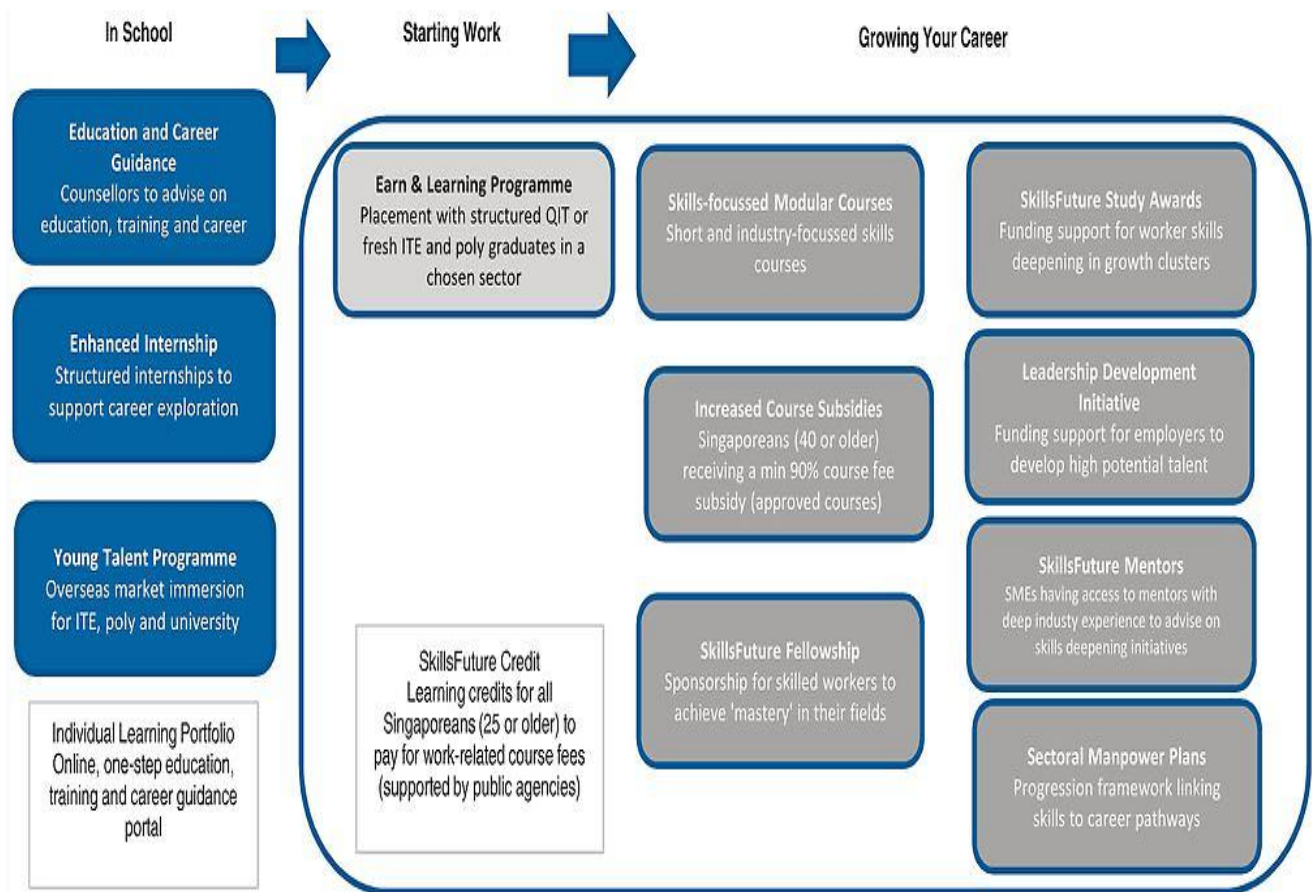 In School
Starting Work
Growing Your Career
Education and Career
Guidance
Counsellors to advise on
education, training and career
Enhanced Internship
Structured internships to
support career exploration
Young Talent Programme
Overseas market immersion
for ITE, poly and university
Individual Learning Portfolio
Online, one-step education,
training and career guidance
portal
Earn & Learning Programme
Placement with structured QIT or
fresh ITE and poly graduates in a
chosen sector
SkillsFuture Credit
Learning credits for all
Singaporeans (25 or older) to
pay for work-related course fees
(supported by public agencies)
Skills-focussed Modular Courses
Short and industry-focussed skills
courses
Increased Course Subsidies
Singaporeans (40 or older)
receiving a min 90% course fee
subsidy (approved courses)
SkillsFuture Fellowship
Sponsorship for skilled workers to
achieve 'mastery' in their fields
SkillsFuture Study Awards
Funding support for worker skills
deepening in growth clusters
Leadership Development
Initiative
Funding support for employers to
develop high potential talent
SkillsFuture Mentors
SMEs having access to mentors with
deep industy experience to advise on
skills deepening initiatives
Sectoral Manpower Plans
Progression framework linking
skills to career pathways